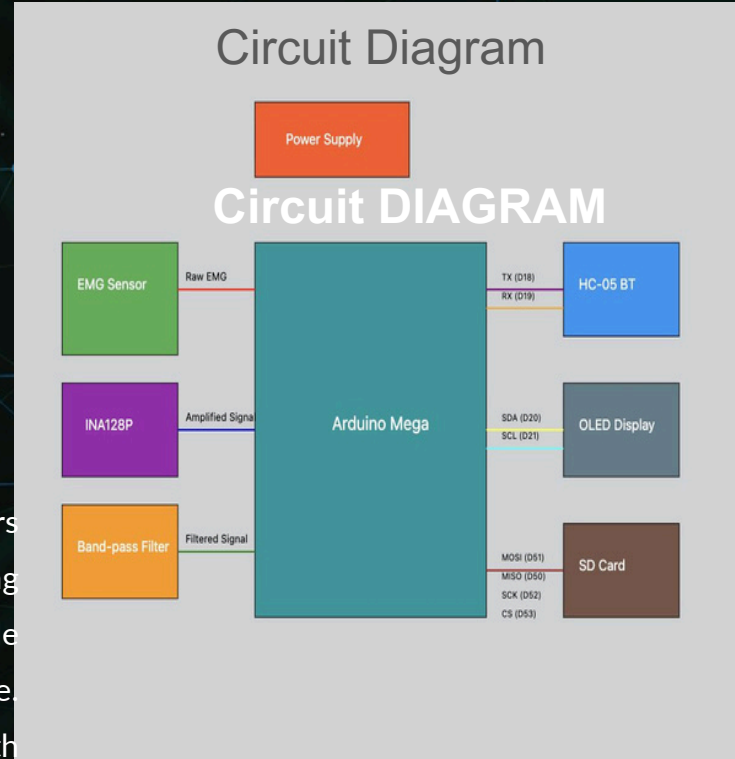 Circuit Diagram
Power Supply
Circuit DIAGRAM
EMG Sensor
Raw EMG
TX (D18)
RX (D19)
HC-05 BT
INA128P
Amplified Signal
Arduino Mega
SDA (D20)
SCL (D21)
OLED Display
Band-pass Filter
Filtered Signal
MOSI (D51)
MISO (D50)
SCK (D52)
CS (D53)
SD Card